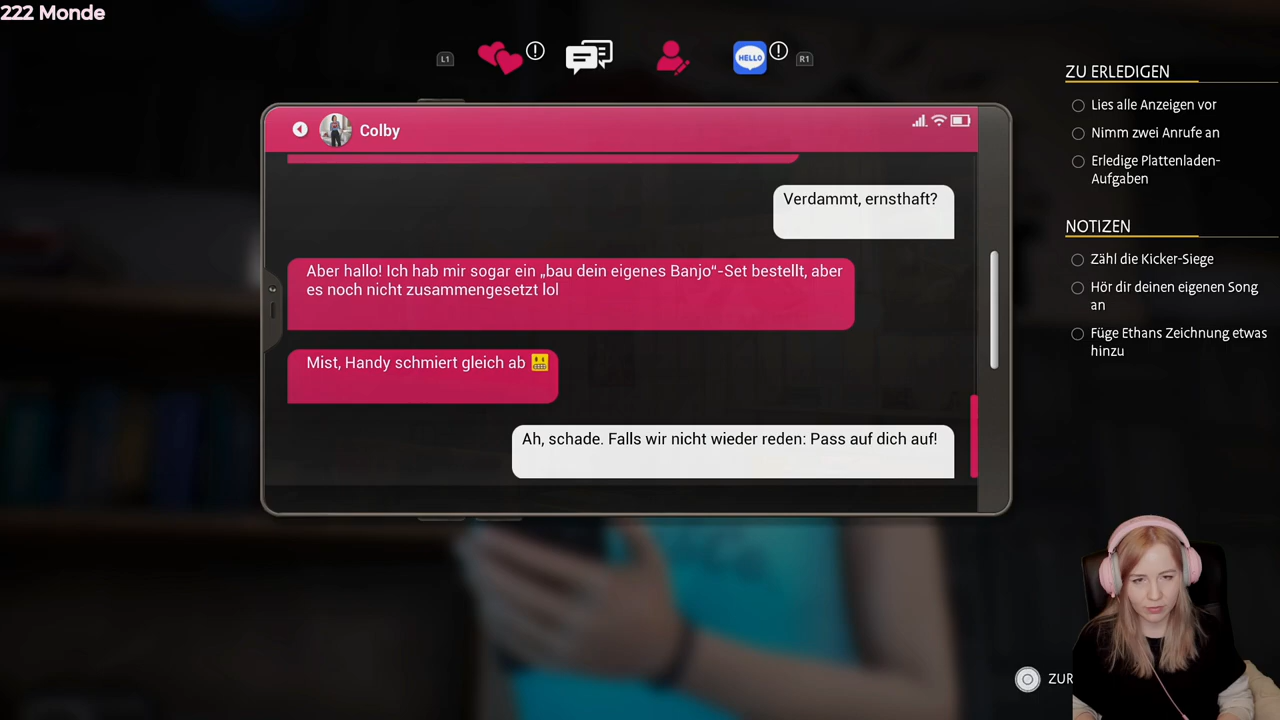 222 Monde
L1
HELLO
R1
Colby
Verdammt, ernsthaft?
Aber hallo! Ich hab mir sogar ein „bau dein eigenes Banjo“-Set bestellt, aber
es noch nicht zusammengesetzt lol
Mist, Handy schmiert gleich ab
Ah, schade. Falls wir nicht wieder reden: Pass auf dich auf!
ZU ERLEDIGEN
Lies alle Anzeigen vor
Nimm zwei Anrufe an
Erledige Plattenladen-
Aufgaben
NOTIZEN
Zähl die Kicker-Siege
Hör dir deinen eigenen Song
an
Füge Ethans Zeichnung etwas
hinzu
ZUR